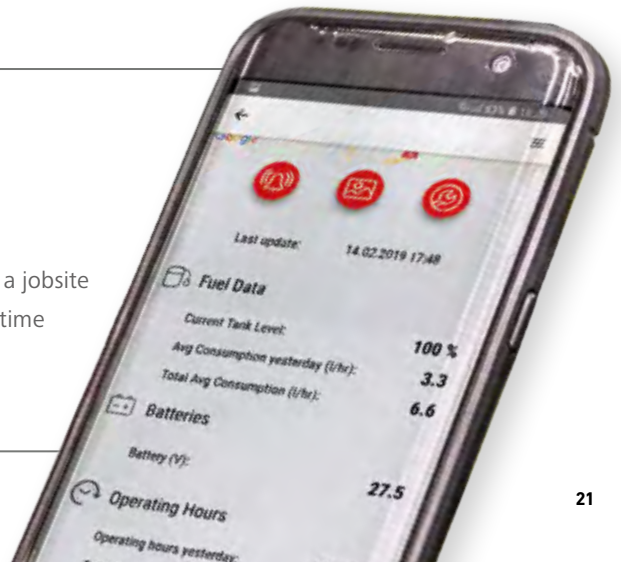 a jobsite
time
Google
Last update: 14.02.2019 17:48
Fuel Data
Current Tank Level: 100 %
Avg Consumption yesterday (l/hr): 3.3
Total Avg Consumption (l/hr): 6.6
Batteries
Battery (V): 27.5
Operating Hours
Operating hours yesterday:
21